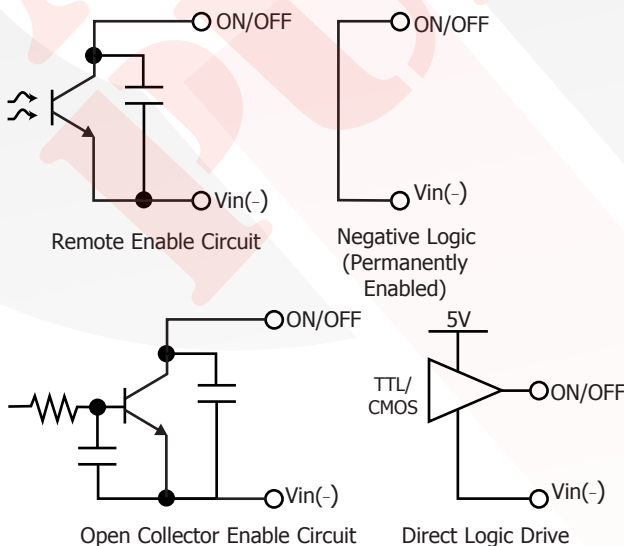 ON/OFF
Vin(-)
Remote Enable Circuit
ON/OFF
Vin(-)
Negative Logic
(Permanently
Enabled)
ON/OFF
Vin(-)
Open Collector Enable Circuit
5V
TTL/
CMOS
ON/OFF
Vin(-)
Direct Logic Drive